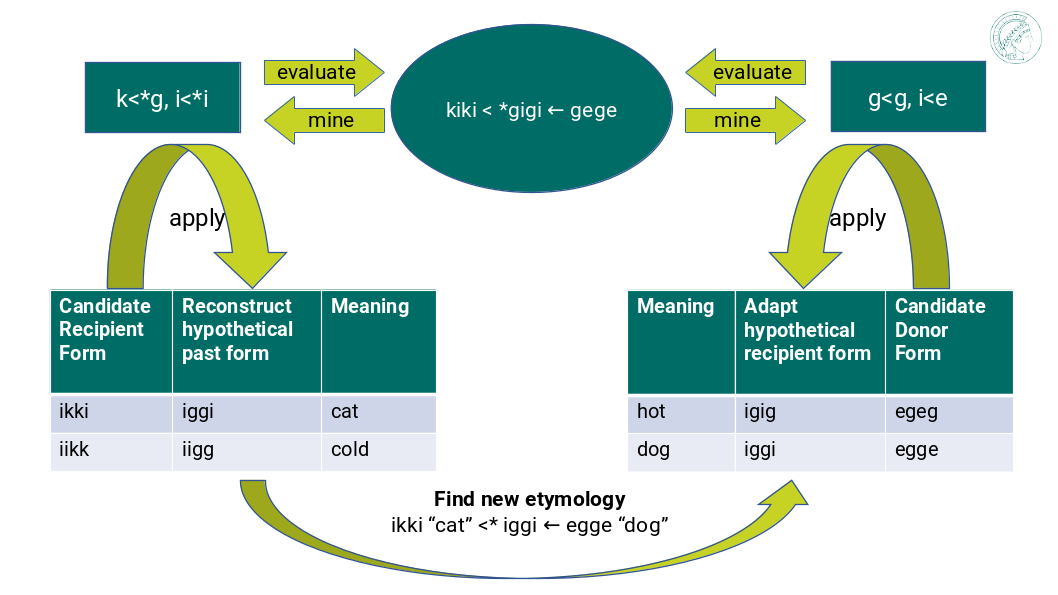 evaluate
mine
k<*g, i<*i
kiki < *gigi ← gege
evaluate
mine
g<g, i<e
apply
apply
Candidate Recipient Form
Reconstruct hypothetical past form
Meaning
ikki iggi cat
iikk iigg cold
Meaning
Adapt hypothetical recipient form
Candidate Donor Form
hot igig egeg
dog iggi egge
Find new etymology
ikki “cat” <* iggi ← egge “dog”